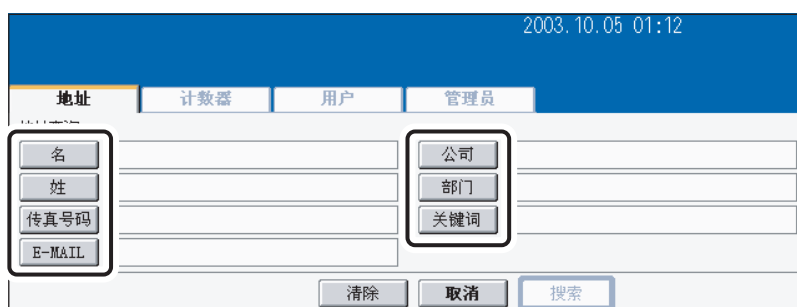 2003.10.05 01:12
地址 计数器 用户 管理员
名 公司
姓 部门
传真号码 关键词
E-MAIL
清除 取消 搜索